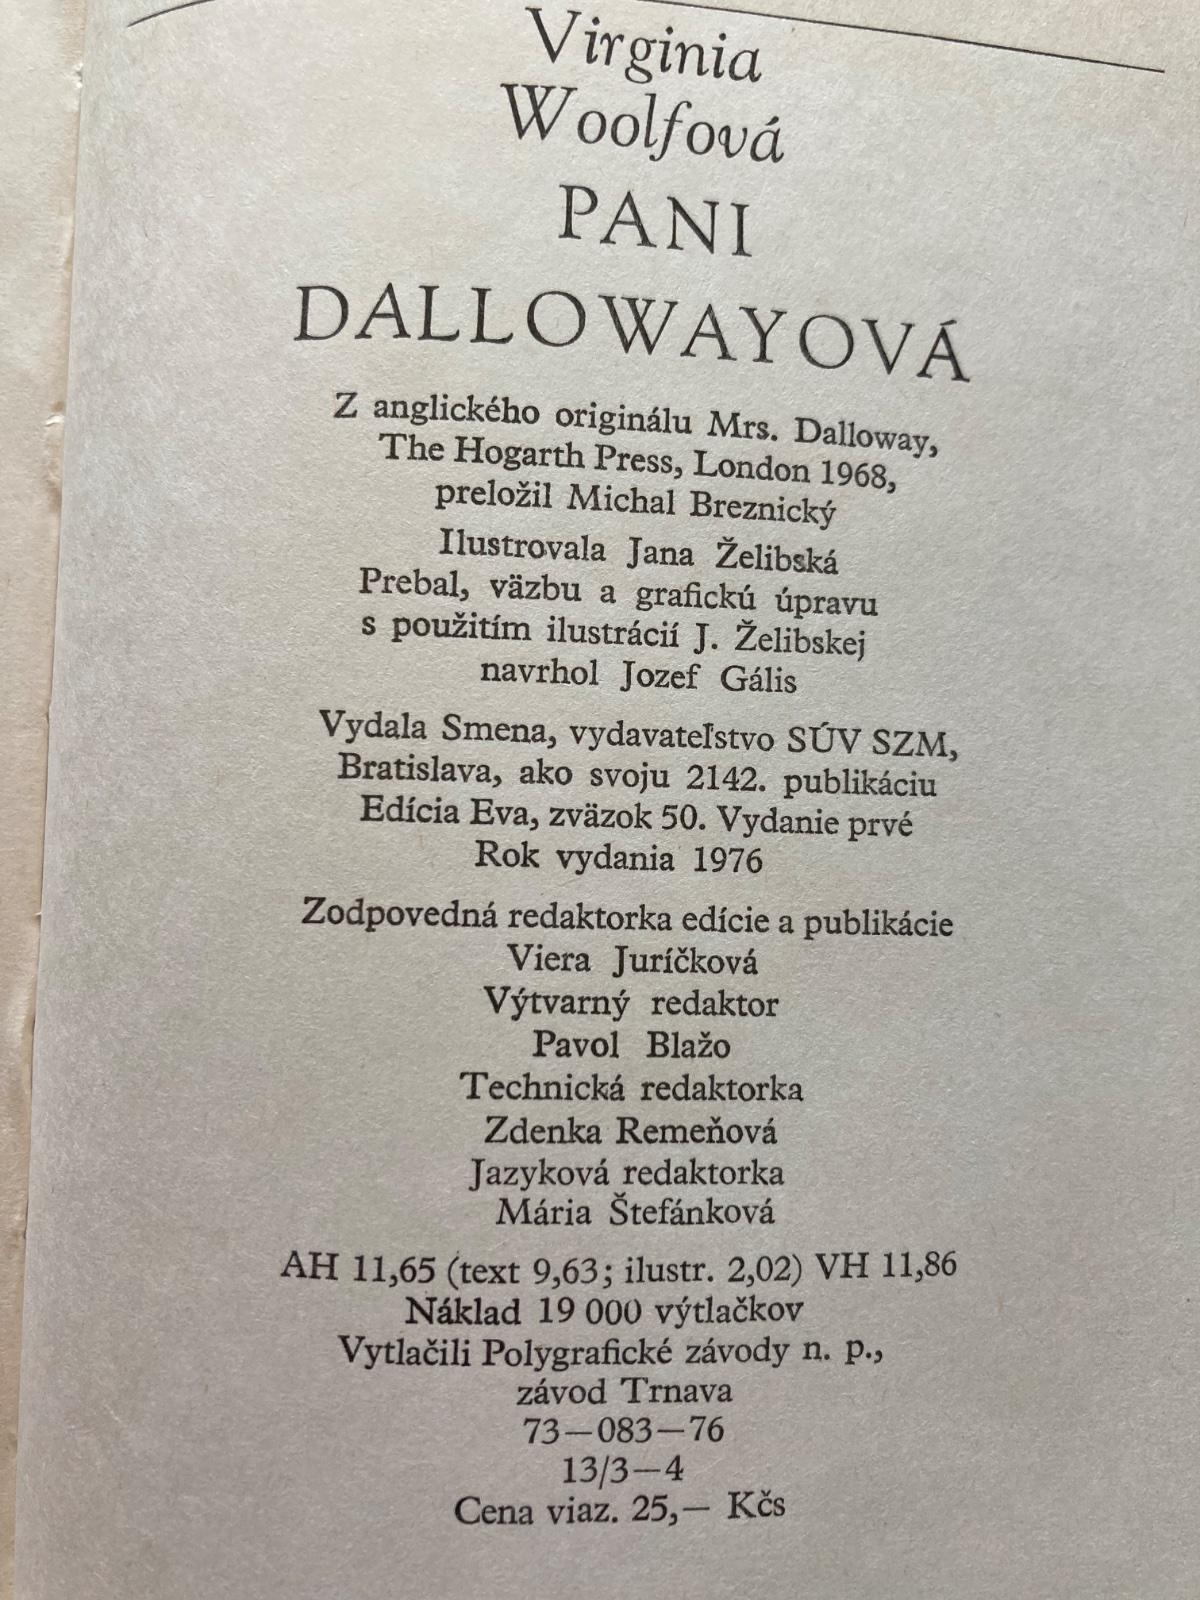 Virginia
Woolfová
PANI
DALLOWAYOVÁ
Z anglického originálu Mrs. Dalloway,
The Hogarth Press, London 1968,
preložil Michal Breznický
Ilustrovala Jana Želibská
Prebal, väzbu a grafickú úpravu
s použitím ilustrácií J. Želibskej
navrhol Jozef Gális
Vydala Smena, vydavateľstvo SÚV SZM,
Bratislava, ako svoju 2142. publikáciu
Edícia Eva, zväzok 50. Vydanie prvé
Rok vydania 1976
Zodpovedná redaktorka edície a publikácie
Viera Juríčková
Výtvarný redaktor
Pavol Blažo
Technická redaktorka
Zdenka Remeňová
Jazyková redaktorka
Mária Štefánková
AH 11,65 (text 9,63; ilustr. 2,02) VH 11,86
Náklad 19 000 výtlačkov
Vytlačili Polygrafické závody n. p.,
závod Trnava
73—083—76
13/3—4
Cena viaz. 25,— Kčs